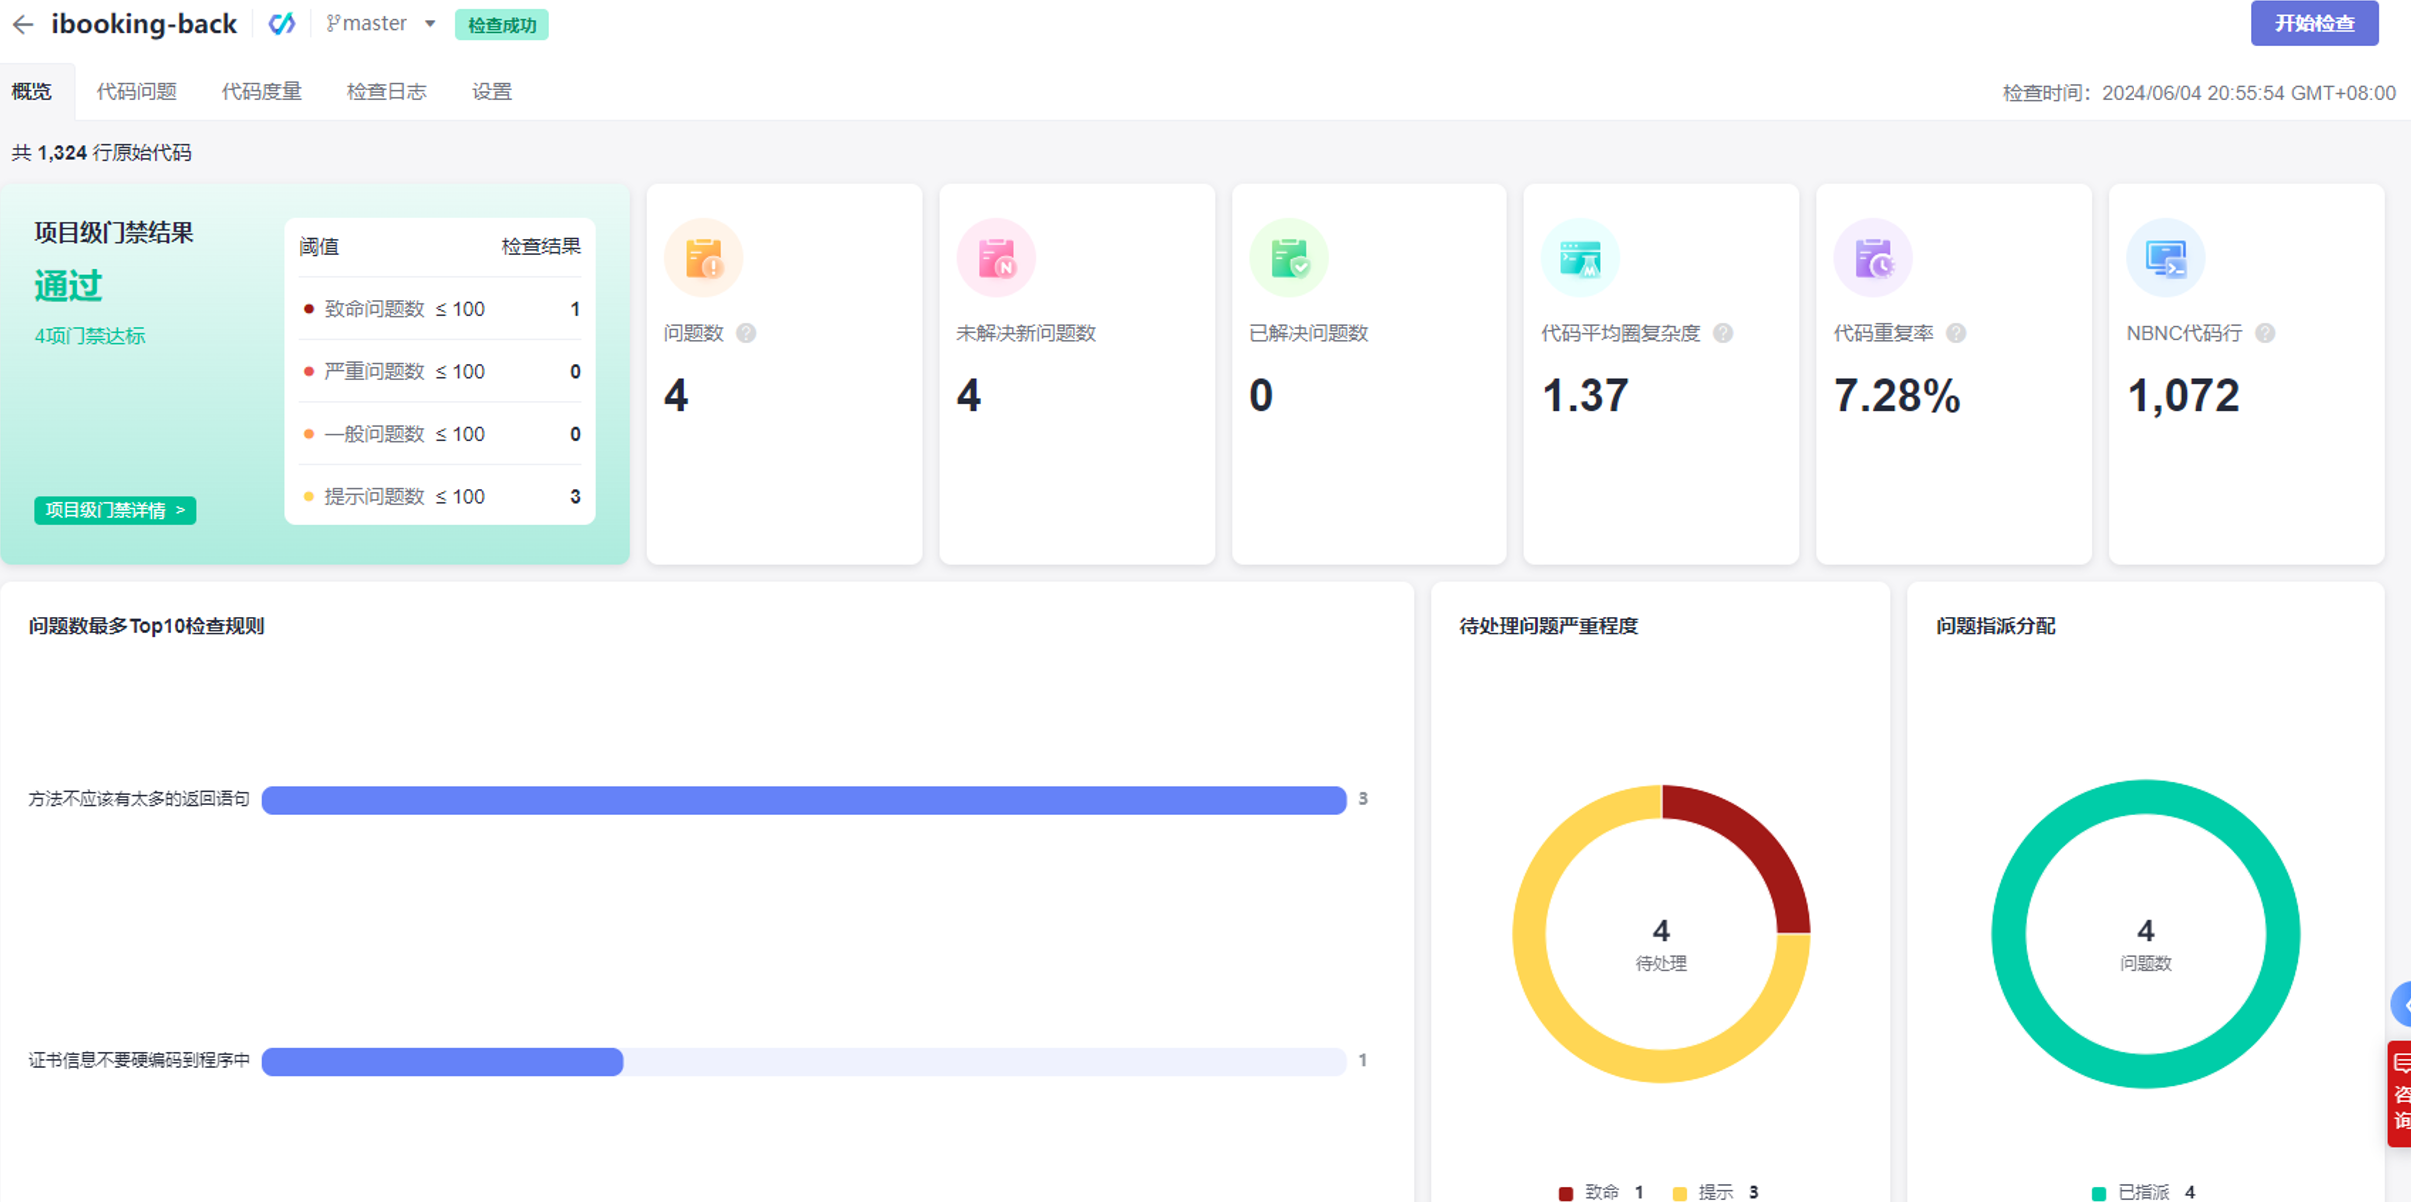 ibooking-back master 检查成功 开始检查
概览 代码问题 代码度量 检查日志 设置 检查时间：2024/06/04 20:55:54 GMT+08:00
共 1,324 行原始代码
项目级门禁结果
通过
4项门禁达标
项目级门禁详情 >
阈值 检查结果
致命问题数 ≤ 100 1
严重问题数 ≤ 100 0
一般问题数 ≤ 100 0
提示问题数 ≤ 100 3
问题数 ?
4
未解决新问题数
4
已解决问题数
0
代码平均圈复杂度 ?
1.37
代码重复率 ?
7.28%
NBNC代码行 ?
1,072
问题数最多Top10检查规则
方法不应该有太多的返回语句 3
证书信息不要硬编码到程序中 1
待处理问题严重程度
4
待处理
致命 1 提示 3
问题指派分配
4
问题数
已指派 4
咨
询